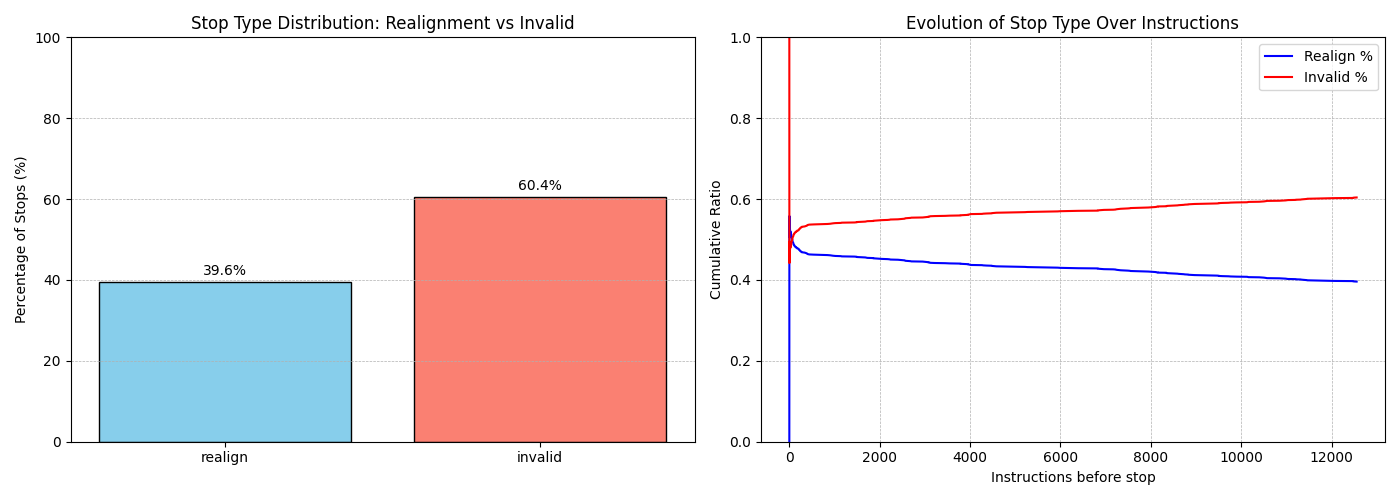 Stop Type Distribution: Realignment vs Invalid
Percentage of Stops (%)
100
80
60
40
20
0
39.6%
60.4%
realign
invalid
Evolution of Stop Type Over Instructions
Cumulative Ratio
1.0
0.8
0.6
0.4
0.2
0.0
Realign %
Invalid %
0 2000 4000 6000 8000 10000 12000
Instructions before stop